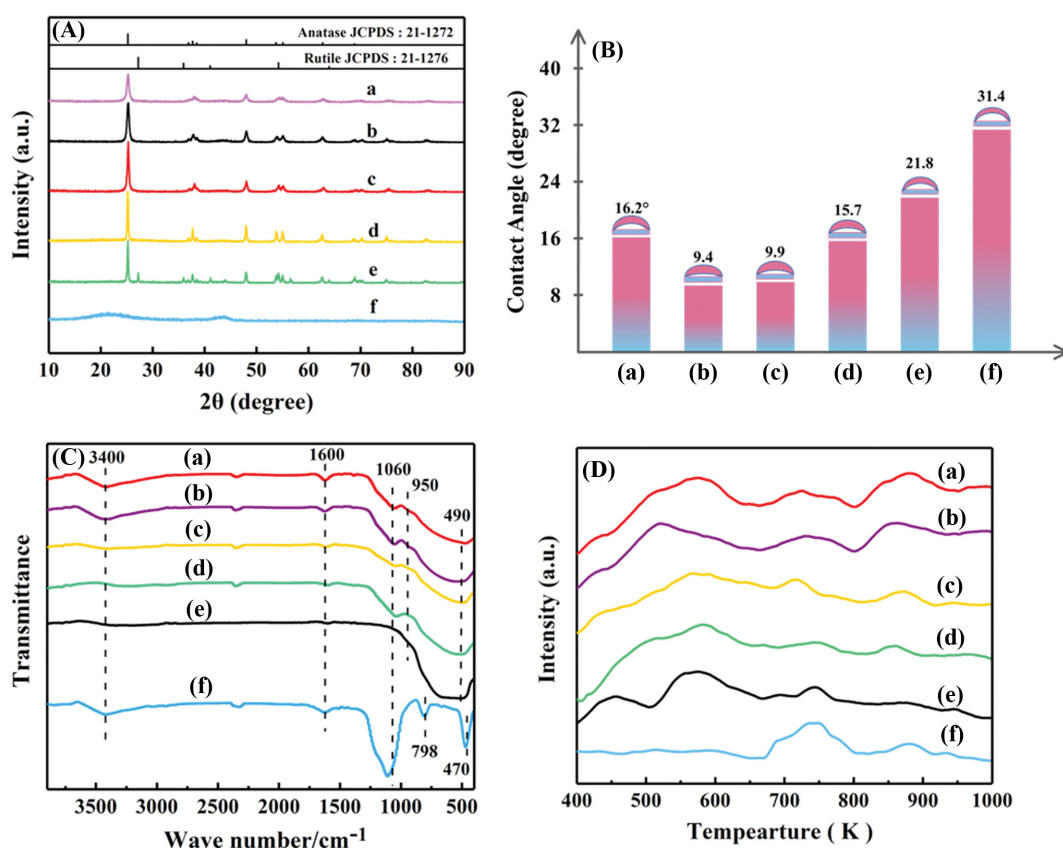 (A)
Anatase JCPDS : 21-1272
Rutile JCPDS : 21-1276
a
b
c
d
e
f
Intensity (a.u.)
10 20 30 40 50 60 70 80 90
2θ (degree)
(B)
40
32
24
16
8
Contact Angle (degree)
16.2°
9.4
9.9
15.7
21.8
31.4
(a) (b) (c) (d) (e) (f)
(C)
3400
(a)
1600
1060
950
490
(b)
(c)
(d)
(e)
(f)
798
470
Transmittance
3500 3000 2500 2000 1500 1000 500
Wave number/cm⁻¹
(D)
(a)
(b)
(c)
(d)
(e)
(f)
Intensity (a.u.)
400 500 600 700 800 900 1000
Tempearture ( K )